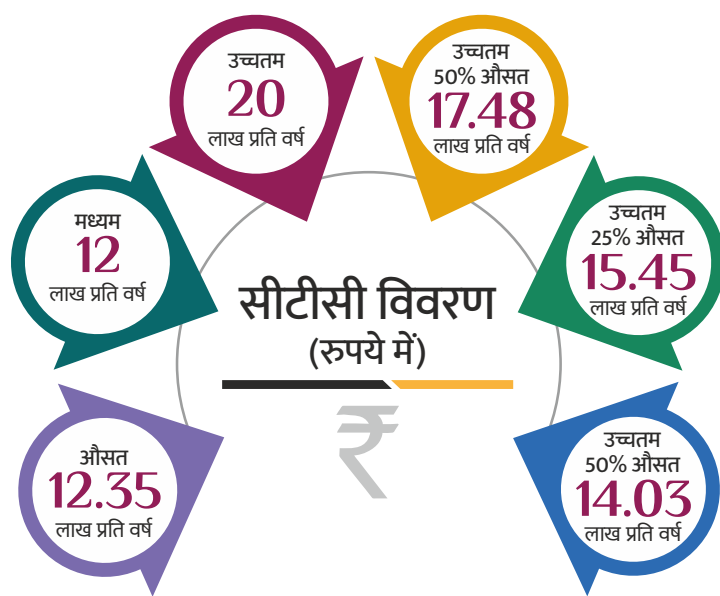 उच्चतम
20
लाख प्रति वर्ष
उच्चतम
50% औसत
17.48
लाख प्रति वर्ष
मध्यम
12
लाख प्रति वर्ष
उच्चतम
25% औसत
15.45
लाख प्रति वर्ष
सीटीसी विवरण
(रुपये में)
₹
औसत
12.35
लाख प्रति वर्ष
उच्चतम
50% औसत
14.03
लाख प्रति वर्ष